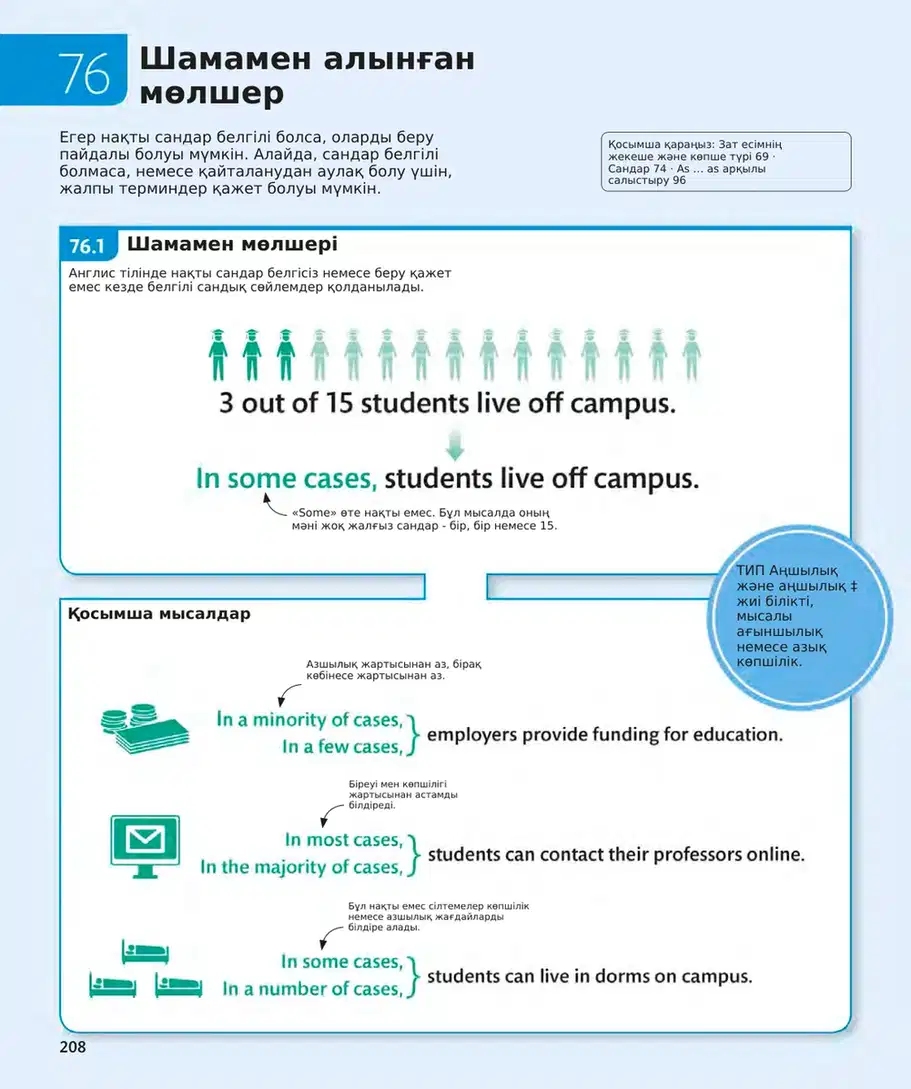 76
Шамамен алынған
мөлшер
Егер нақты сандар белгілі болса, оларды беру
пайдалы болуы мүмкін. Алайда, сандар белгілі
болмаса, немесе қайталанудан аулақ болу үшін,
жалпы терминдер қажет болуы мүмкін.
Қосымша қараңыз: Зат есімнің
жекеше және көпше түрі 69 ·
Сандар 74 · As ... as арқылы
салыстыру 96
76.1 Шамамен мөлшері
Англис тілінде нақты сандар белгісіз немесе беру қажет
емес кезде белгілі сандық сөйлемдер қолданылады.
3 out of 15 students live off campus.
In some cases, students live off campus.
«Some» өте нақты емес. Бұл мысалда оның
мәні жоқ жалғыз сандар - бір, бір немесе 15.
ТИП Аңшылық
және аңшылық ‡
жиі білікті,
мысалы
ағыншылық
немесе азық
көпшілік.
Қосымша мысалдар
Азшылық жартысынан аз, бірақ
көбінесе жартысынан аз.
In a minority of cases,
In a few cases,
employers provide funding for education.
Біреуі мен көпшілігі
жартысынан астамды
білдіреді.
In most cases,
In the majority of cases,
students can contact their professors online.
Бұл нақты емес сілтемелер көпшілік
немесе азшылық жағдайларды
білдіре алады.
In some cases,
In a number of cases,
students can live in dorms on campus.
208